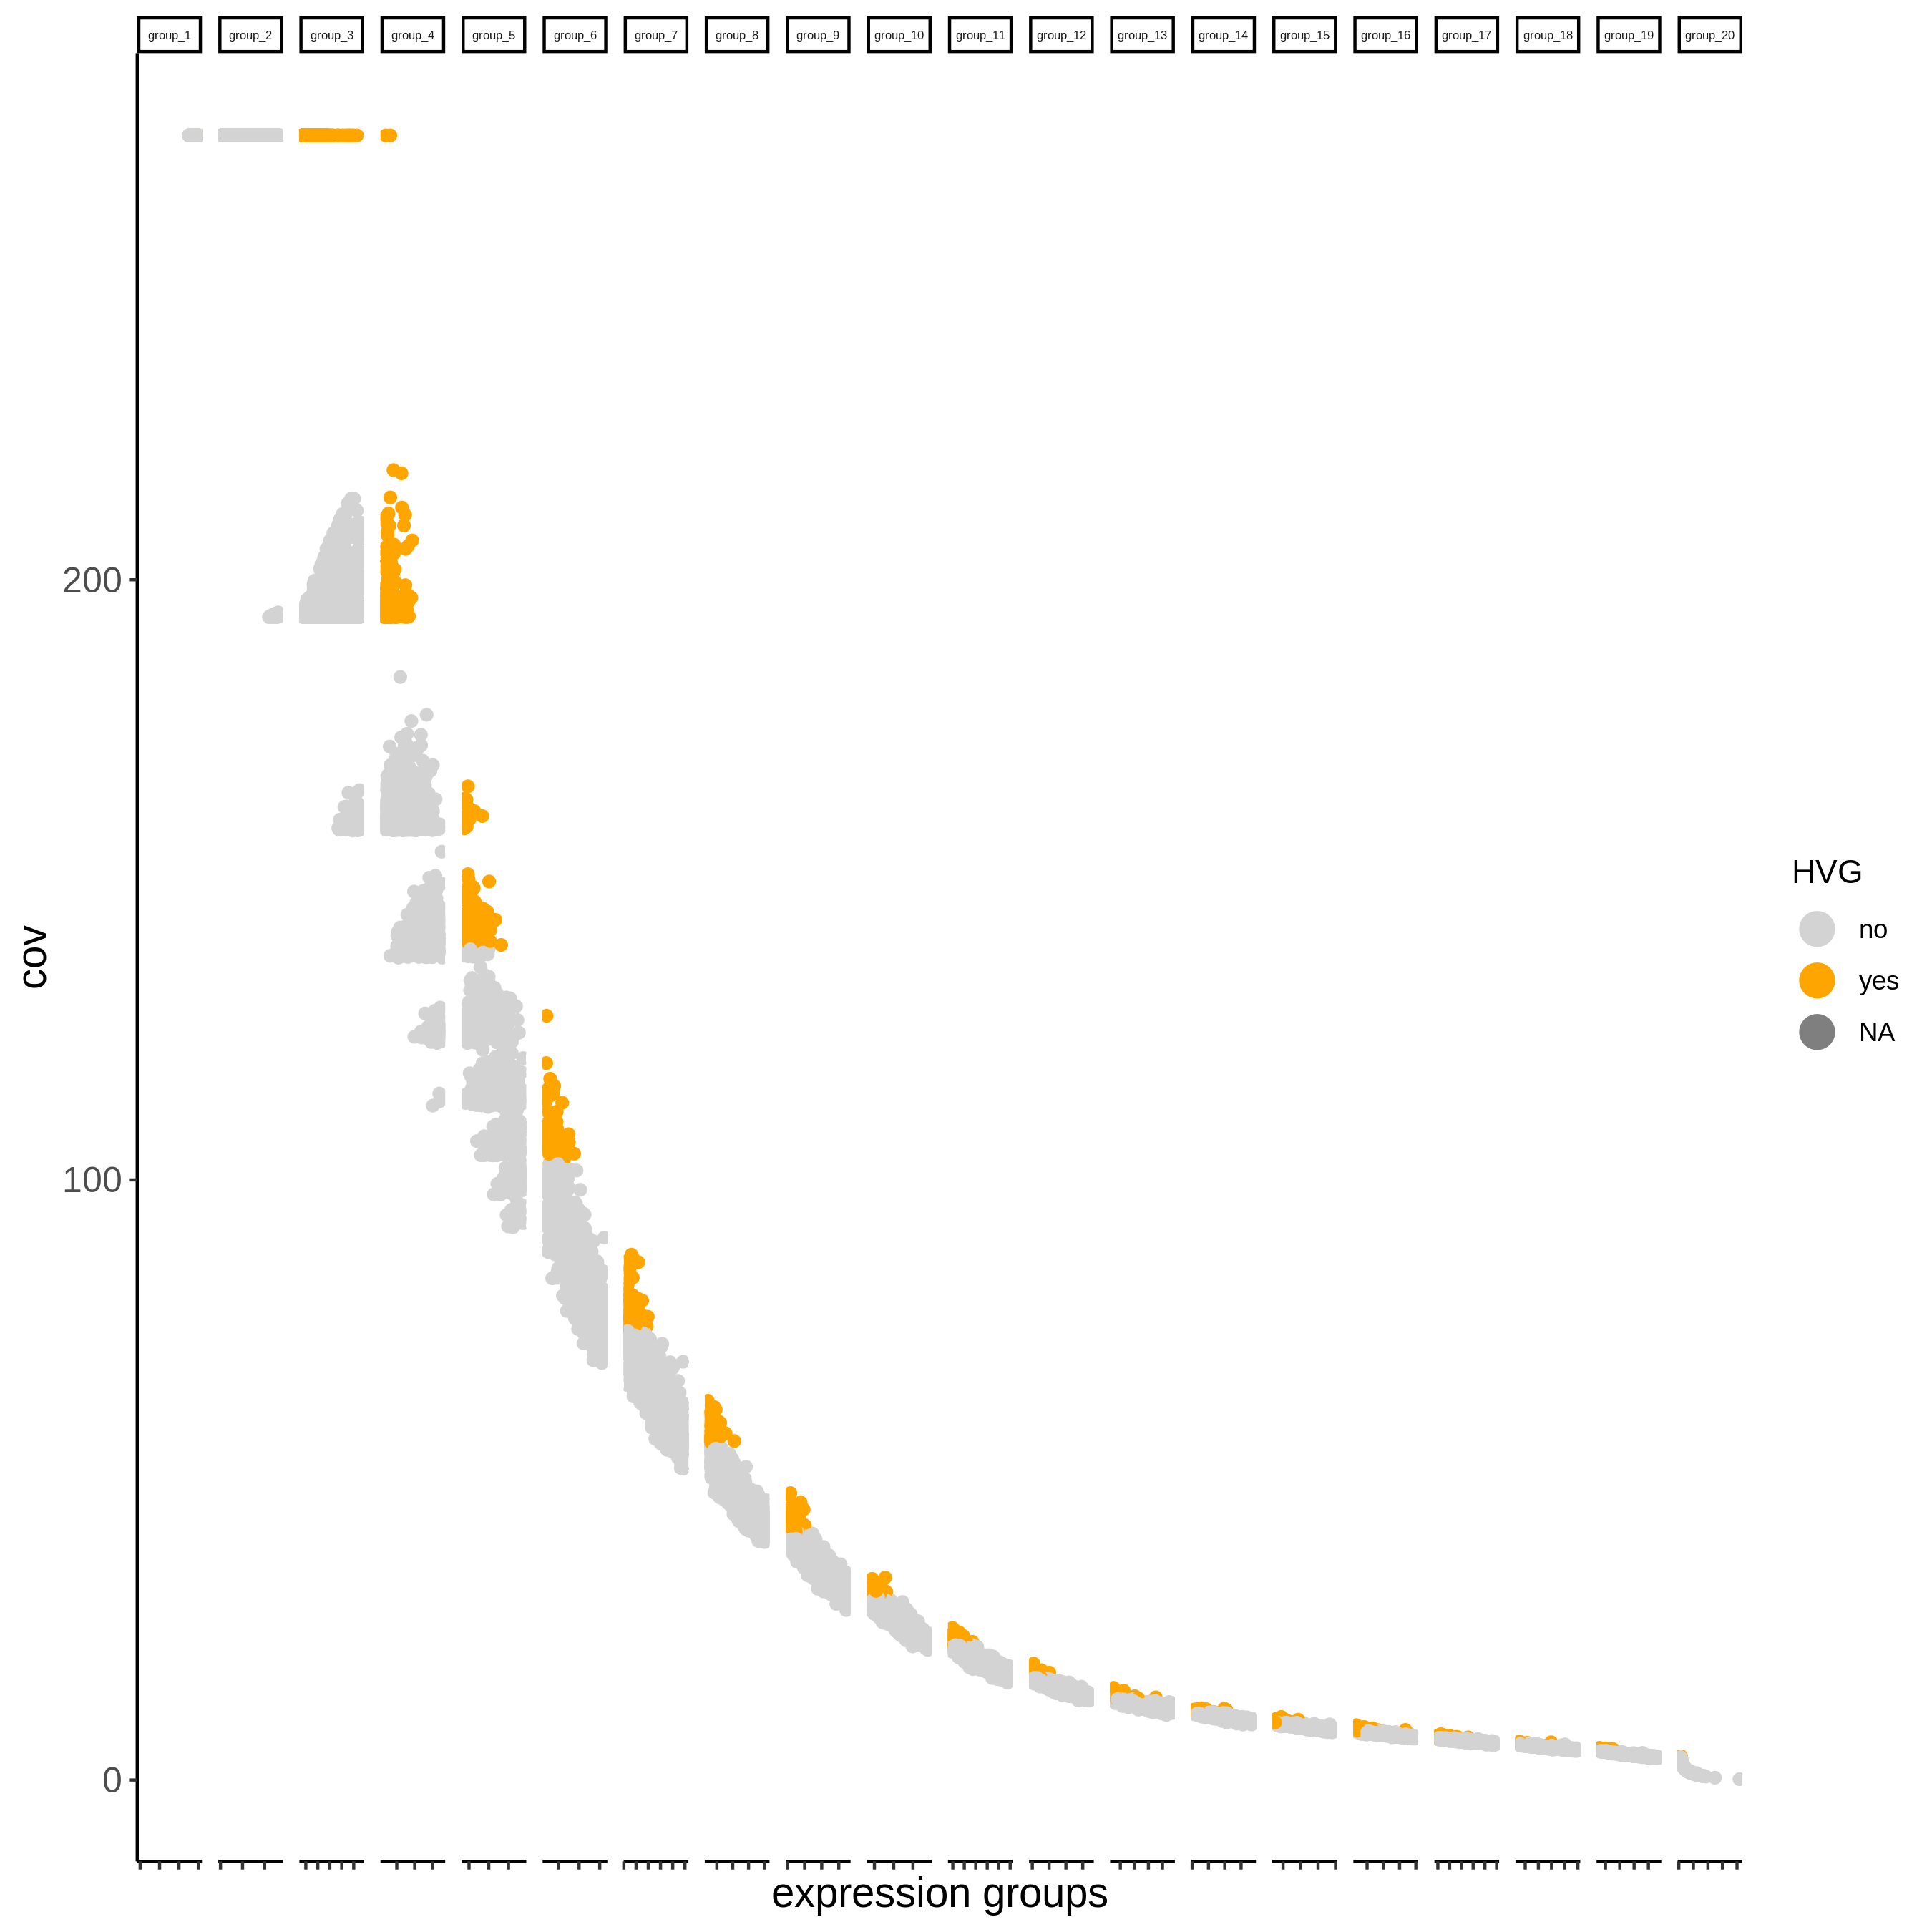 group_1 group_2 group_3 group_4 group_5 group_6 group_7 group_8 group_9 group_10 group_11 group_12 group_13 group_14 group_15 group_16 group_17 group_18 group_19 group_20
200
100
0
cov
expression groups
HVG
no
yes
NA